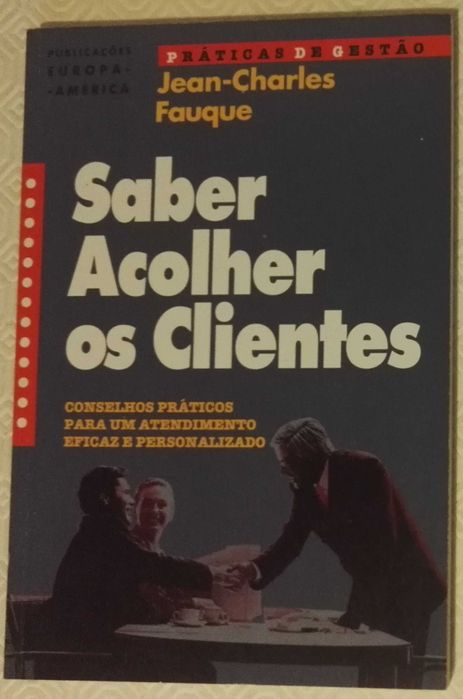 PUBLICAÇÕES
EUROPA-
-AMÉRICA
PRÁTICAS DE GESTÃO
Jean-Charles
Fauque
Saber
Acolher
os Clientes
CONSELHOS PRÁTICOS
PARA UM ATENDIMENTO
EFICAZ E PERSONALIZADO